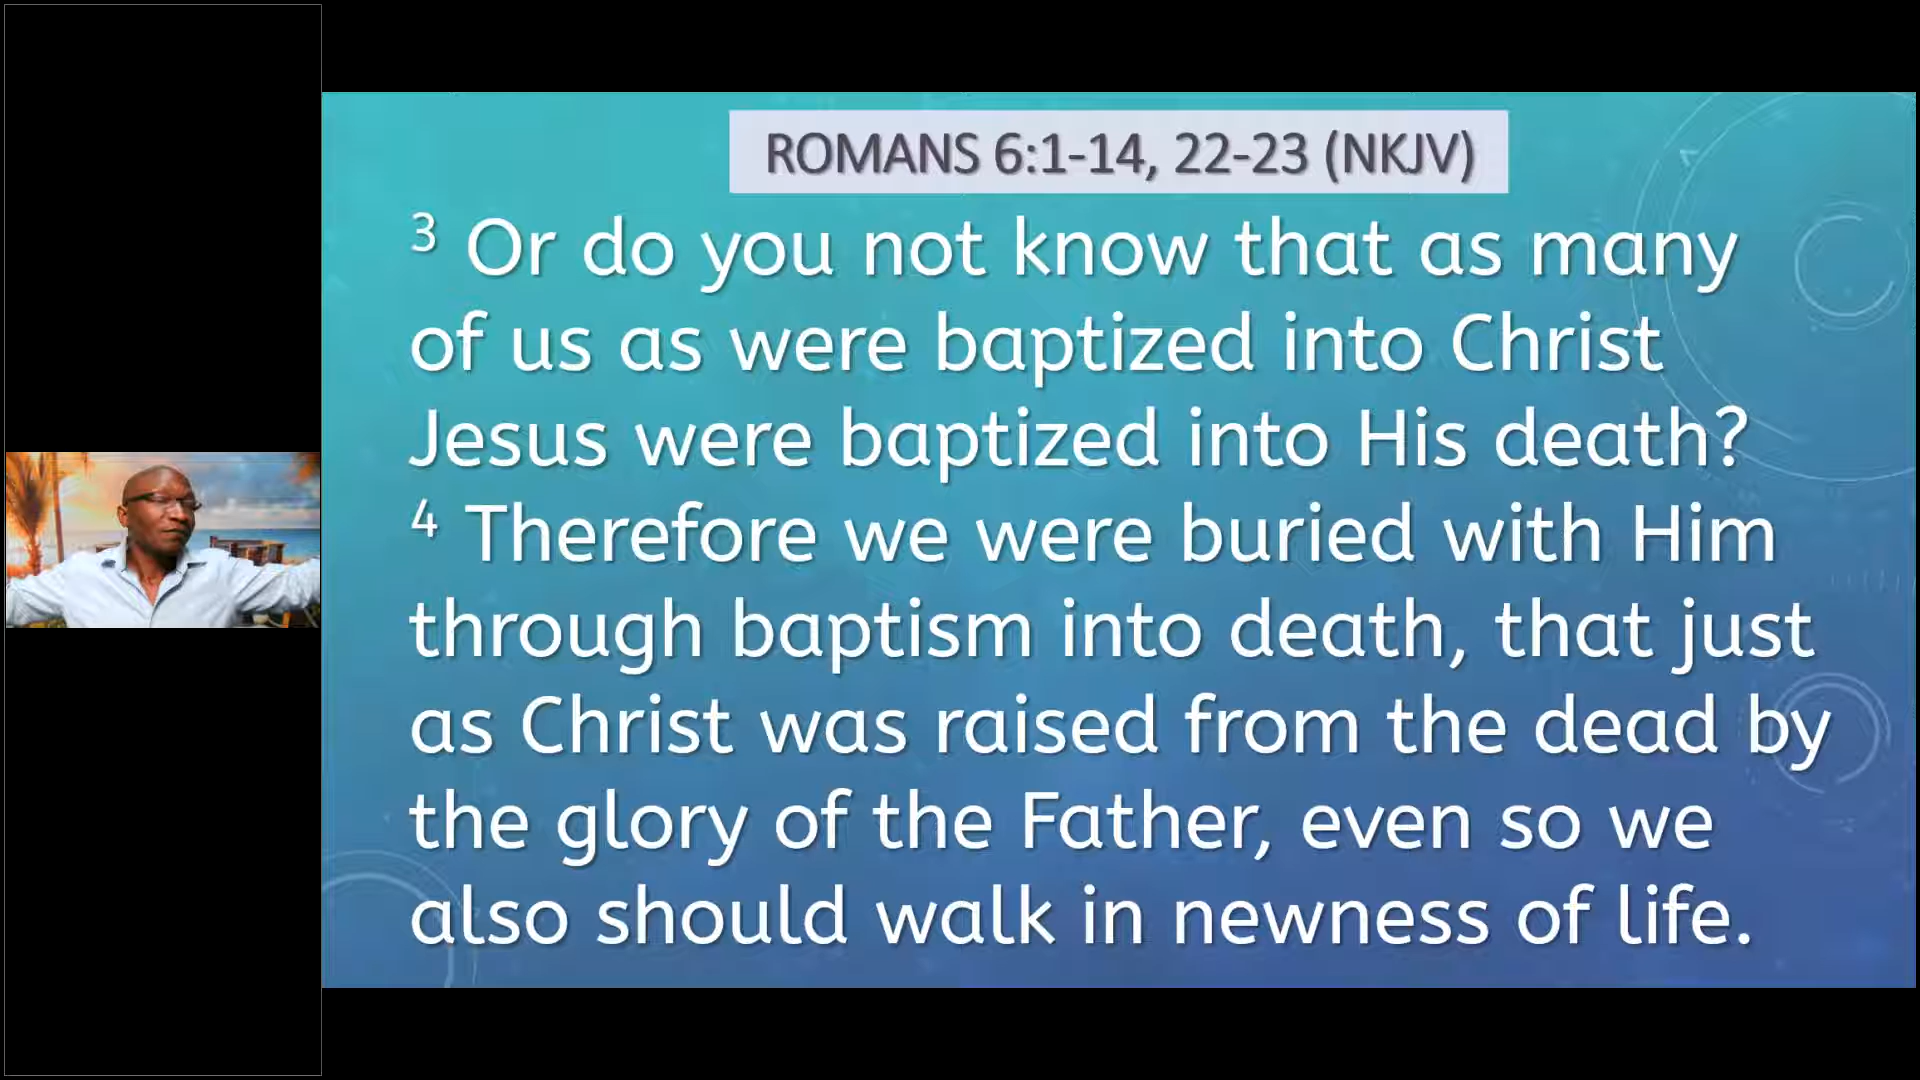 ROMANS 6:1-14, 22-23 (NKJV)
3 Or do you not know that as many
of us as were baptized into Christ
Jesus were baptized into His death?
4 Therefore we were buried with Him
through baptism into death, that just
as Christ was raised from the dead by
the glory of the Father, even so we
also should walk in newness of life.